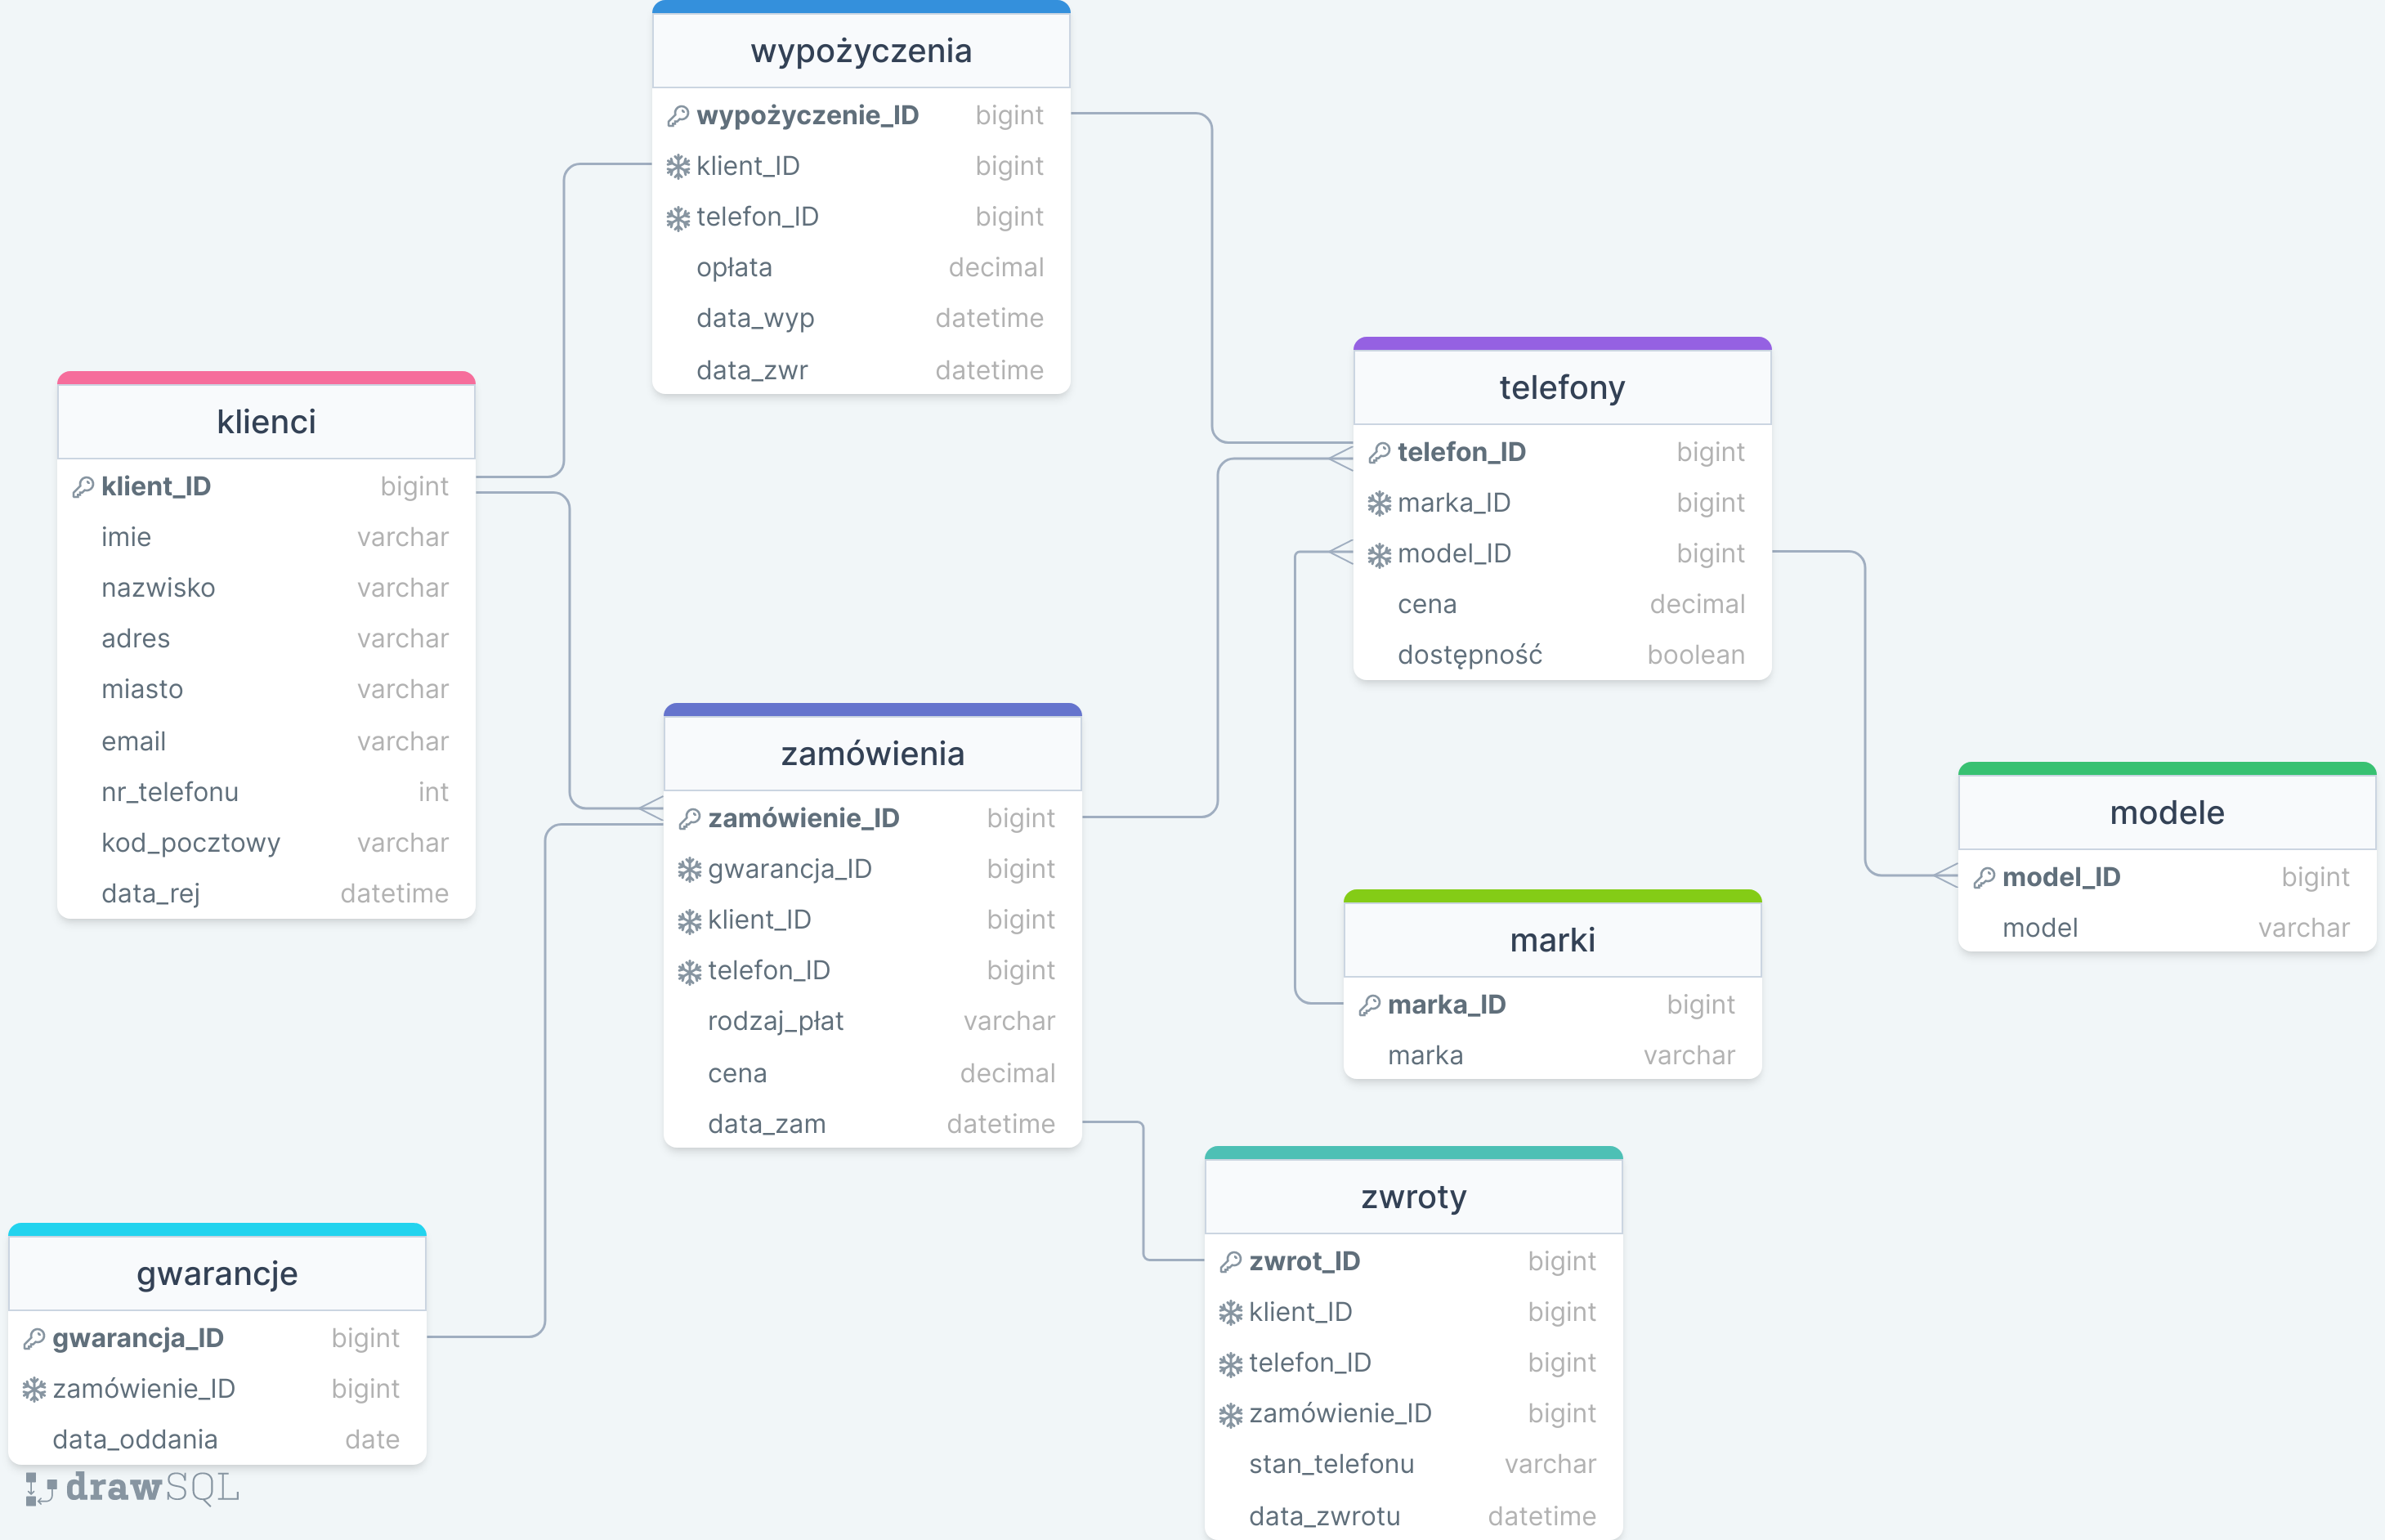 wypożyczenia
wypożyczenie_ID bigint
klient_ID bigint
telefon_ID bigint
opłata decimal
data_wyp datetime
data_zwr datetime
klienci
klient_ID bigint
imie varchar
nazwisko varchar
adres varchar
miasto varchar
email varchar
nr_telefonu int
kod_pocztowy varchar
data_rej datetime
telefony
telefon_ID bigint
marka_ID bigint
model_ID bigint
cena decimal
dostępność boolean
zamówienia
zamówienie_ID bigint
gwarancja_ID bigint
klient_ID bigint
telefon_ID bigint
rodzaj_płat varchar
cena decimal
data_zam datetime
modele
model_ID bigint
model varchar
marki
marka_ID bigint
marka varchar
zwroty
zwrot_ID bigint
klient_ID bigint
telefon_ID bigint
zamówienie_ID bigint
stan_telefonu varchar
data_zwrotu datetime
gwarancje
gwarancja_ID bigint
zamówienie_ID bigint
data_oddania date
drawSQL